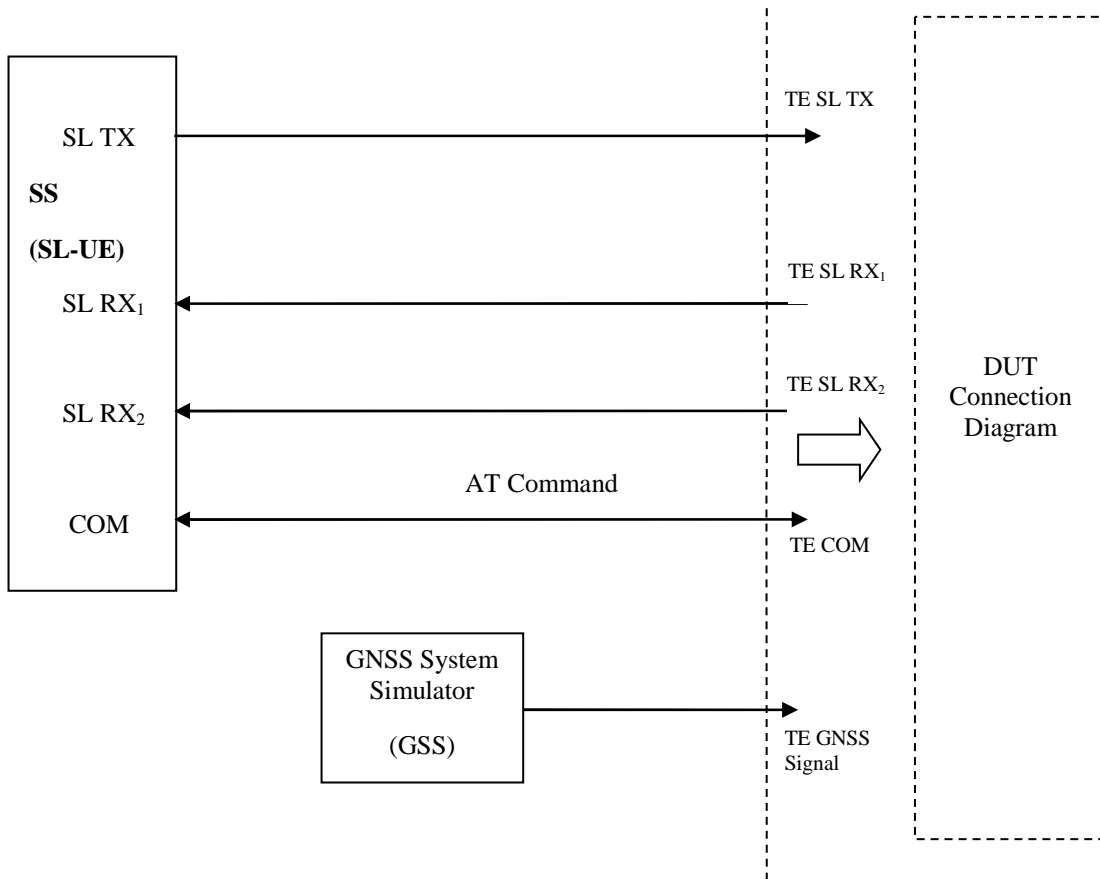 SL TX
SS
(SL-UE)
SL RX₁
SL RX₂
COM
AT Command
GNSS System
Simulator
(GSS)
TE SL TX
TE SL RX₁
TE SL RX₂
TE COM
TE GNSS
Signal
DUT
Connection
Diagram